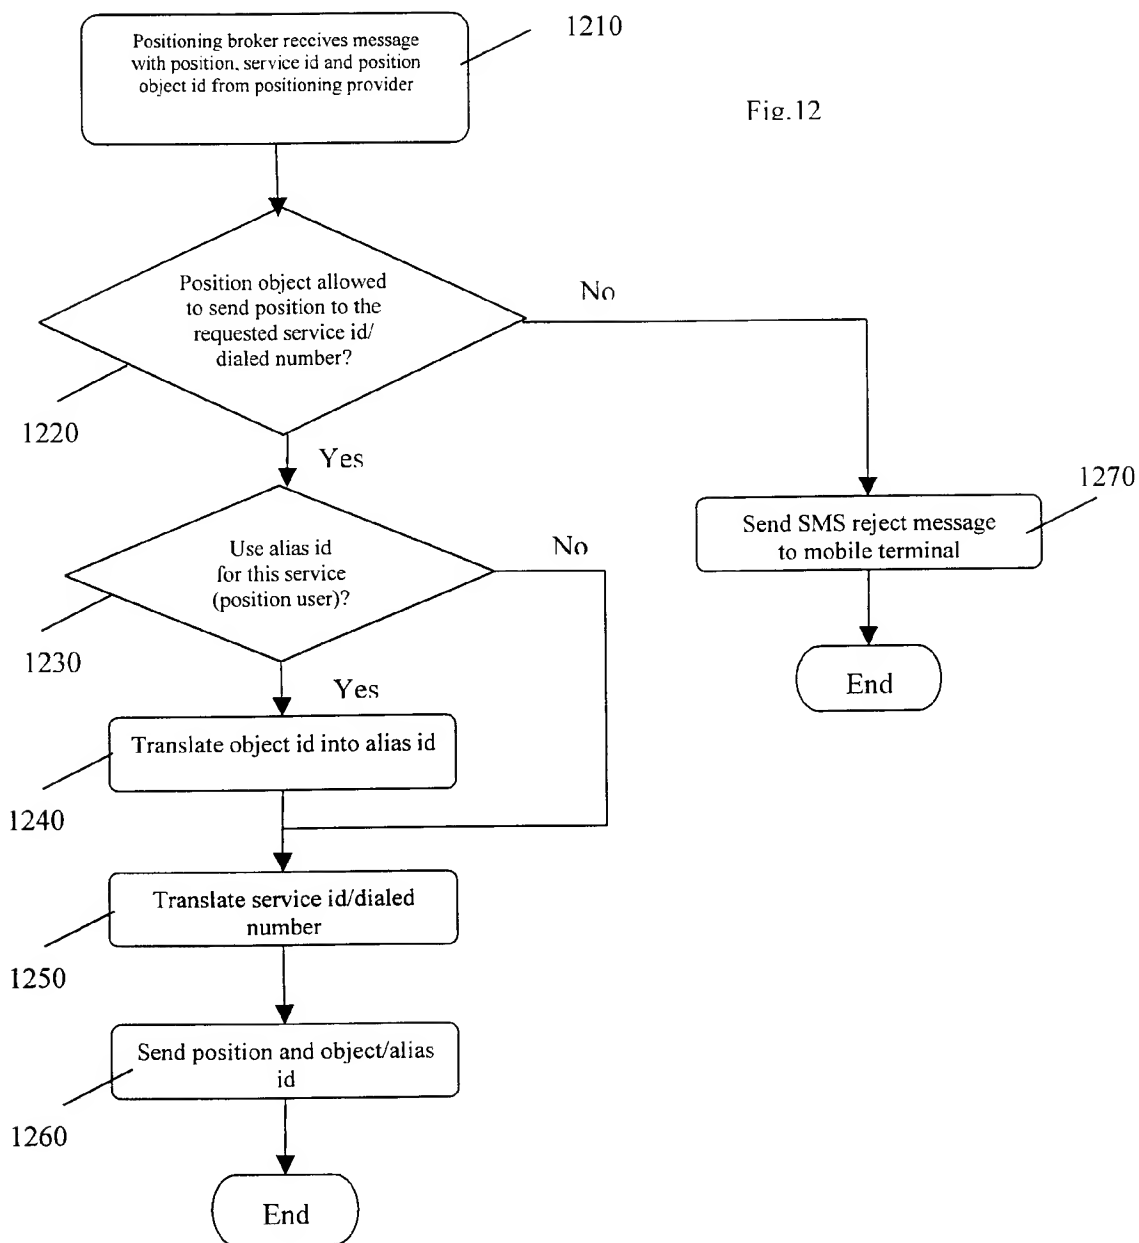 Positioning broker receives message
with position, service id and position
object id from positioning provider
1210
Fig.12
Position object allowed
to send position to the
requested service id/
dialed number?
No
1220
Yes
1270
Send SMS reject message
to mobile terminal
Use alias id
for this service
(position user)?
No
1230
End
Yes
Translate object id into alias id
1240
Translate service id/dialed
number
1250
Send position and object/alias
id
1260
End